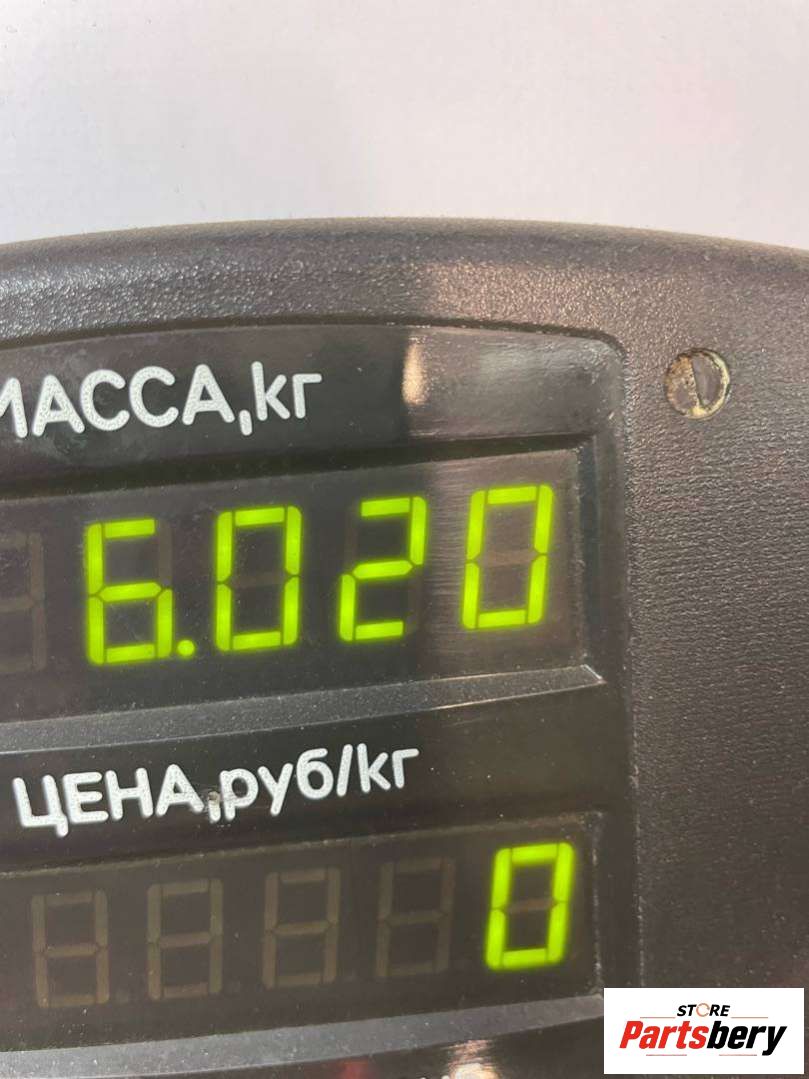 МАССА,кг
6.020
ЦЕНА,руб/кг
0
STORE
Partsbery